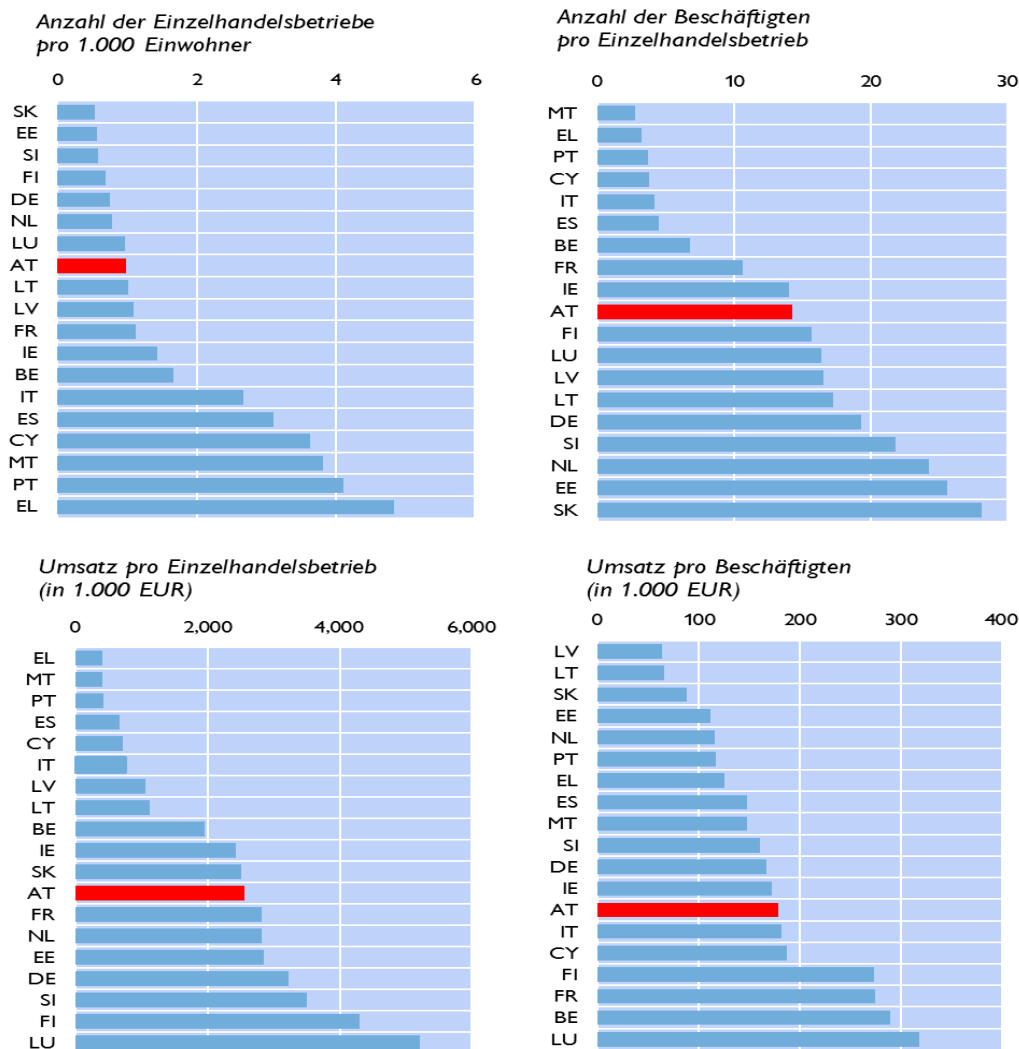 Anzahl der Einzelhandelsbetriebe
pro 1.000 Einwohner
0 2 4 6
SK
EE
SI
FI
DE
NL
LU
AT
LT
LV
FR
IE
BE
IT
ES
CY
MT
PT
EL
Anzahl der Beschäftigten
pro Einzelhandelsbetrieb
0 10 20 30
MT
EL
PT
CY
IT
ES
BE
FR
IE
AT
FI
LU
LV
LT
DE
SI
NL
EE
SK
Umsatz pro Einzelhandelsbetrieb
(in 1.000 EUR)
0 2,000 4,000 6,000
EL
MT
PT
ES
CY
IT
LV
LT
BE
IE
SK
AT
FR
NL
EE
DE
SI
FI
LU
Umsatz pro Beschäftigten
(in 1.000 EUR)
0 100 200 300 400
LV
LT
SK
EE
NL
PT
EL
ES
MT
SI
DE
IE
AT
IT
CY
FI
FR
BE
LU